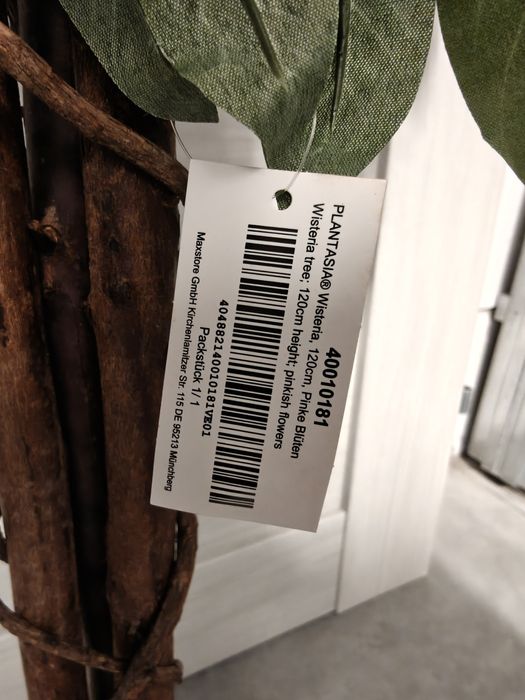 40010181
PLANTASIA® Wisteria, 120cm, Pinke Blüten
Wisteria tree; 120cm height; pinkish flowers
404882140010181VE01
Packstück 1/ 1
Maxstore GmbH Kirchenlamitzer Str. 115 DE 95213 Münchberg